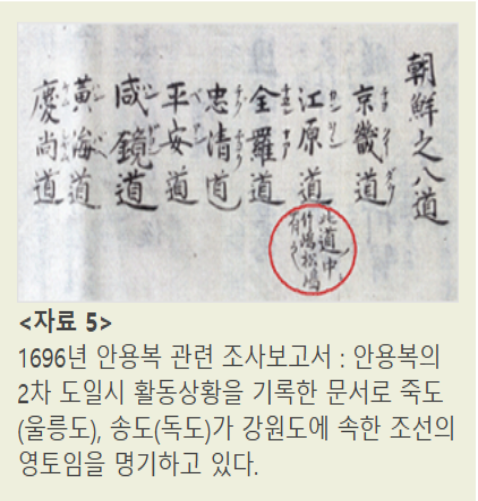 朝鮮之八道
京畿道
江原道
此道中
竹嶋松嶋
有之
全羅道
忠清道
平安道
咸鏡道
黄海道
慶尚道
<자료 5>
1696년 안용복 관련 조사보고서 : 안용복의
2차 도일시 활동상황을 기록한 문서로 죽도
(울릉도), 송도(독도)가 강원도에 속한 조선의
영토임을 명기하고 있다.